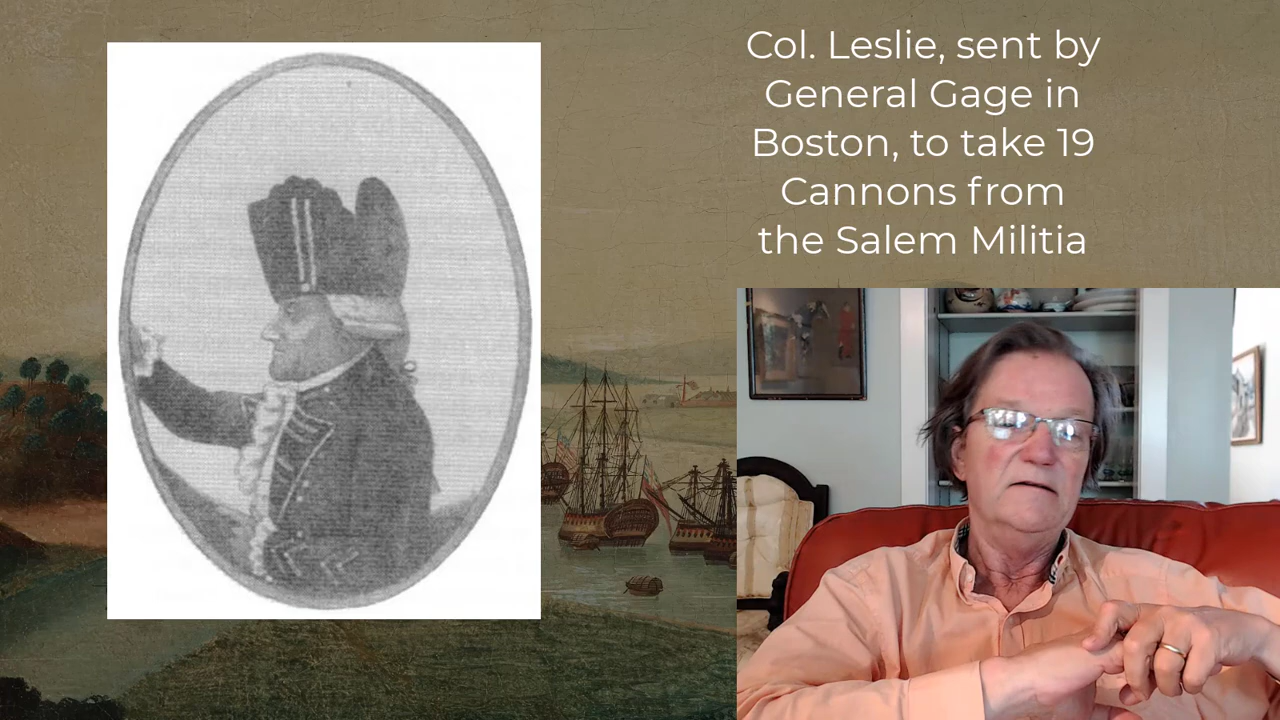 Col. Leslie, sent by
General Gage in
Boston, to take 19
Cannons from
the Salem Militia